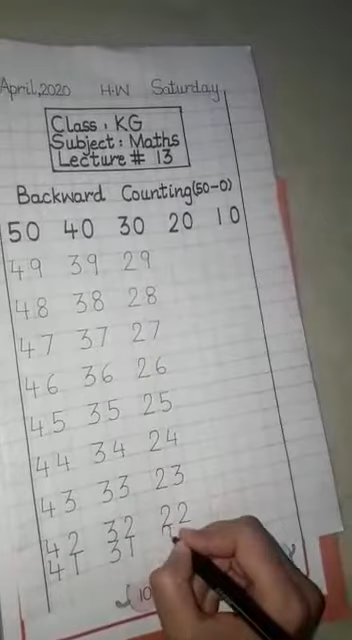 April,2020 H.W Saturday
Class : KG
Subject : Maths
Lecture # 13
Backward Counting(50-0)
50 40 30 20 10
49 39 29
48 38 28
47 37 27
46 36 26
45 35 25
44 34 24
43 33 23
42 32 22
41 31
10